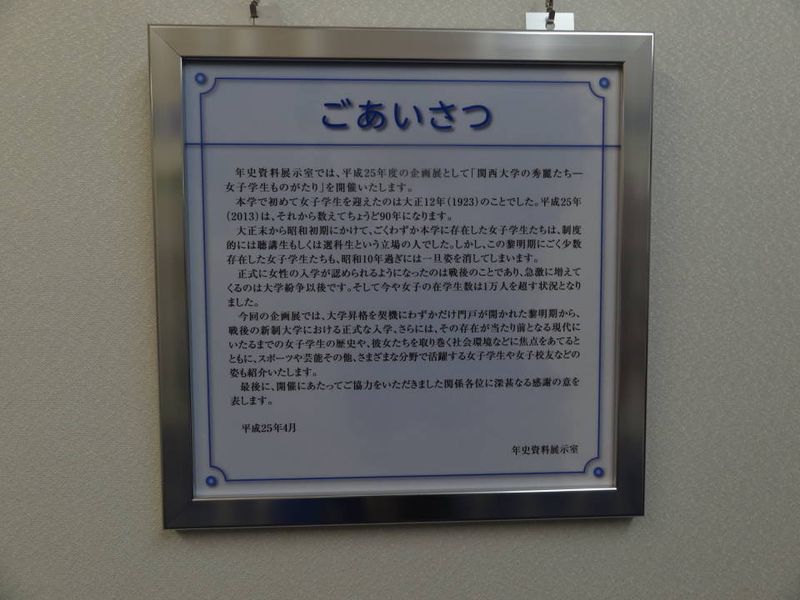 ごあいさつ
年史資料展示室では、平成25年度の企画展として「関西大学の秀麗たち―
女子学生ものがたり」を開催いたします。
本学で初めて女子学生を迎えたのは大正12年(1923)のことでした。平成25年
(2013)は、それから数えてちょうど90年になります。
大正末から昭和初期にかけて、ごくわずか本学に存在した女子学生たちは、制度
的には聴講生もしくは選科生という立場の人でした。しかし、この黎明期にごく少数
存在した女子学生たちも、昭和10年過ぎには一旦姿を消してしまいます。
正式に女性の入学が認められるようになったのは戦後のことであり、急激に増えて
くるのは大学紛争以後です。そして今や女子の在学生数は1万人を超す状況となり
ました。
今回の企画展では、大学昇格を契機にわずかだけ門戸が開かれた黎明期から、
戦後の新制大学における正式な入学、さらには、その存在が当たり前となる現代に
いたるまでの女子学生の歴史や、彼女たちを取り巻く社会環境などに焦点をあてると
ともに、スポーツや芸能その他、さまざまな分野で活躍する女子学生や女子校友などの
姿も紹介いたします。
最後に、開催にあたってご協力をいただきました関係各位に深甚なる感謝の意を
表します。
平成25年4月
年史資料展示室